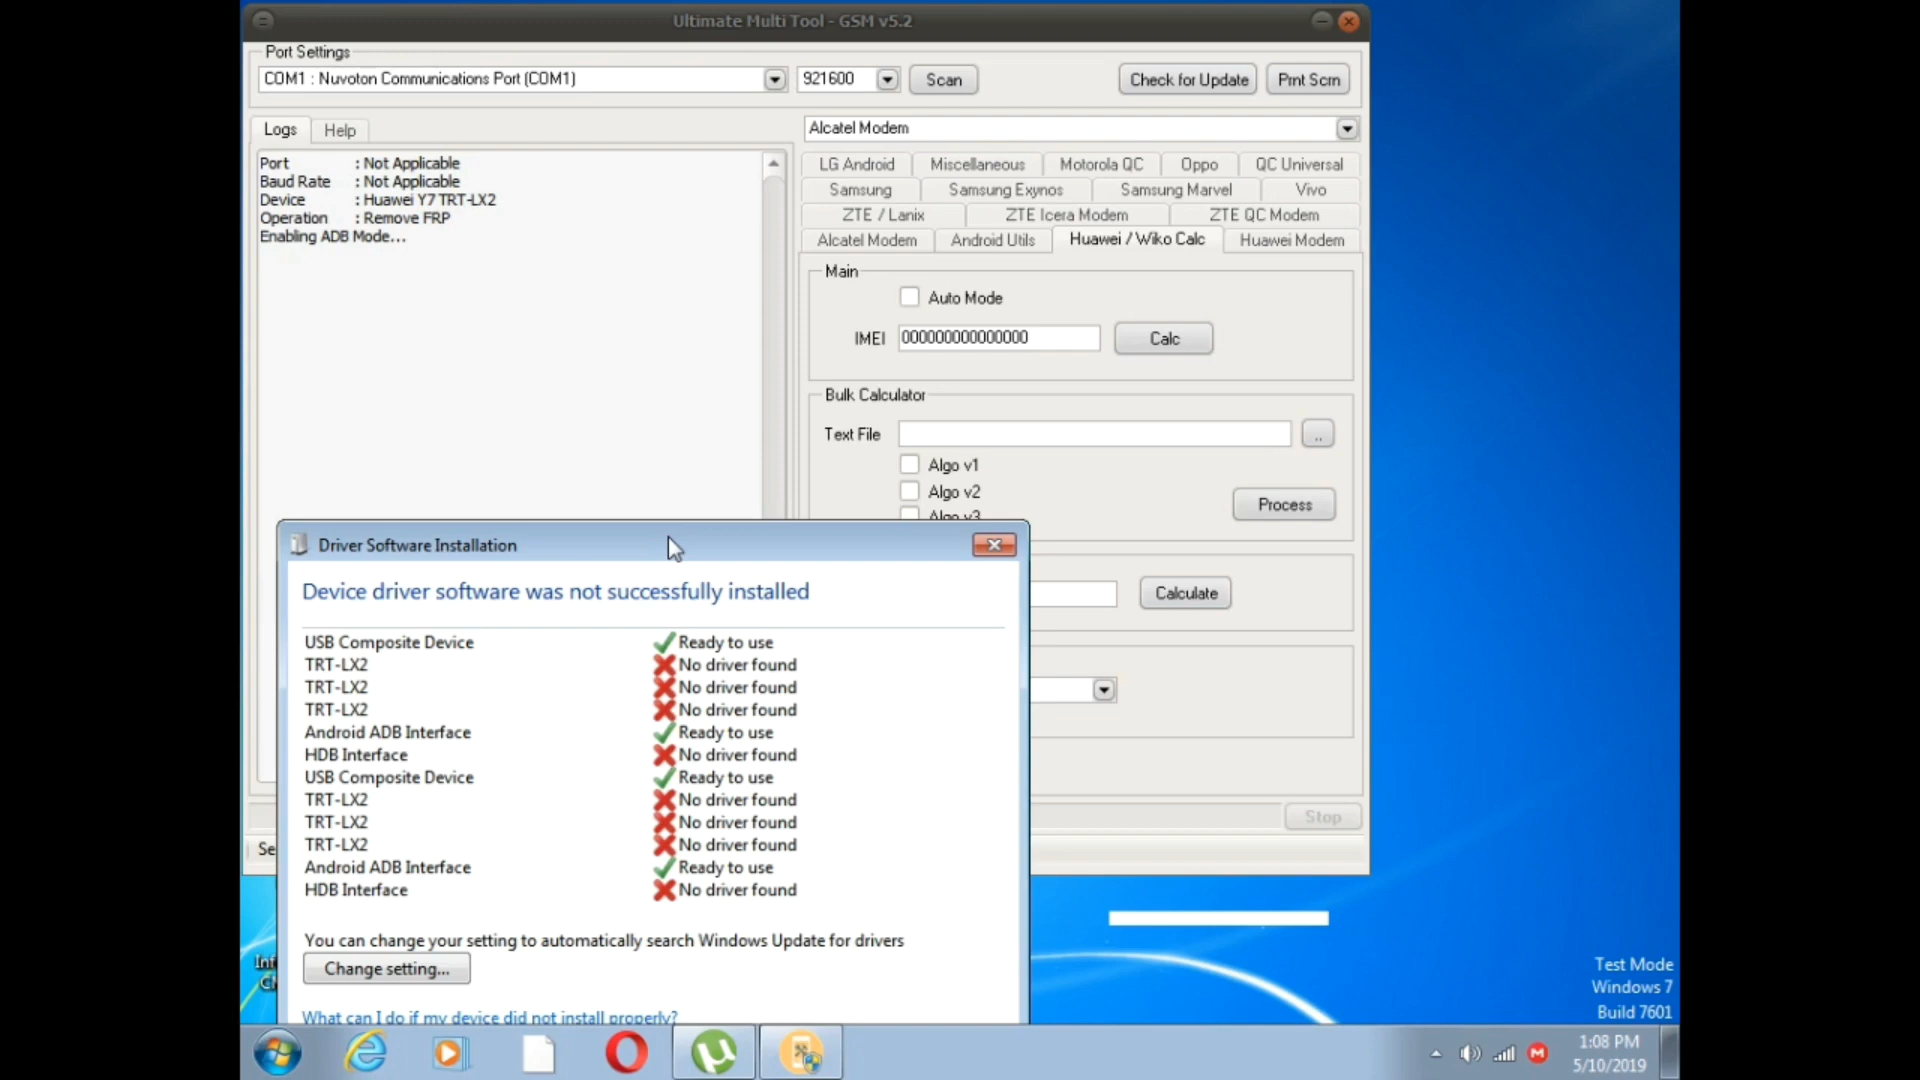 Ultimate Multi Tool - GSM v5.2
Port Settings
COM1 : Nuvoton Communications Port (COM1)
921600
Scan
Check for Update
Prnt Scrn
Logs
Help
Alcatel Modem
Port : Not Applicable
Baud Rate : Not Applicable
Device : Huawei Y7 TRT-LX2
Operation : Remove FRP
Enabling ADB Mode...
LG Android
Miscellaneous
Motorola QC
Oppo
QC Universal
Samsung
Samsung Exynos
Samsung Marvel
Vivo
ZTE / Lanix
ZTE Icera Modem
ZTE QC Modem
Alcatel Modem
Android Utils
Huawei / Wiko Calc
Huawei Modem
Main
Auto Mode
IMEI
000000000000000
Calc
Bulk Calculator
Text File
..
Algo v1
Algo v2
Algo v3
Process
Calculate
Stop
Se
Driver Software Installation
Device driver software was not successfully installed
USB Composite Device Ready to use
TRT-LX2 No driver found
TRT-LX2 No driver found
TRT-LX2 No driver found
Android ADB Interface Ready to use
HDB Interface No driver found
USB Composite Device Ready to use
TRT-LX2 No driver found
TRT-LX2 No driver found
TRT-LX2 No driver found
Android ADB Interface Ready to use
HDB Interface No driver found
You can change your setting to automatically search Windows Update for drivers
Change setting...
What can I do if my device did not install properly?
Test Mode
Windows 7
Build 7601
1:08 PM
5/10/2019